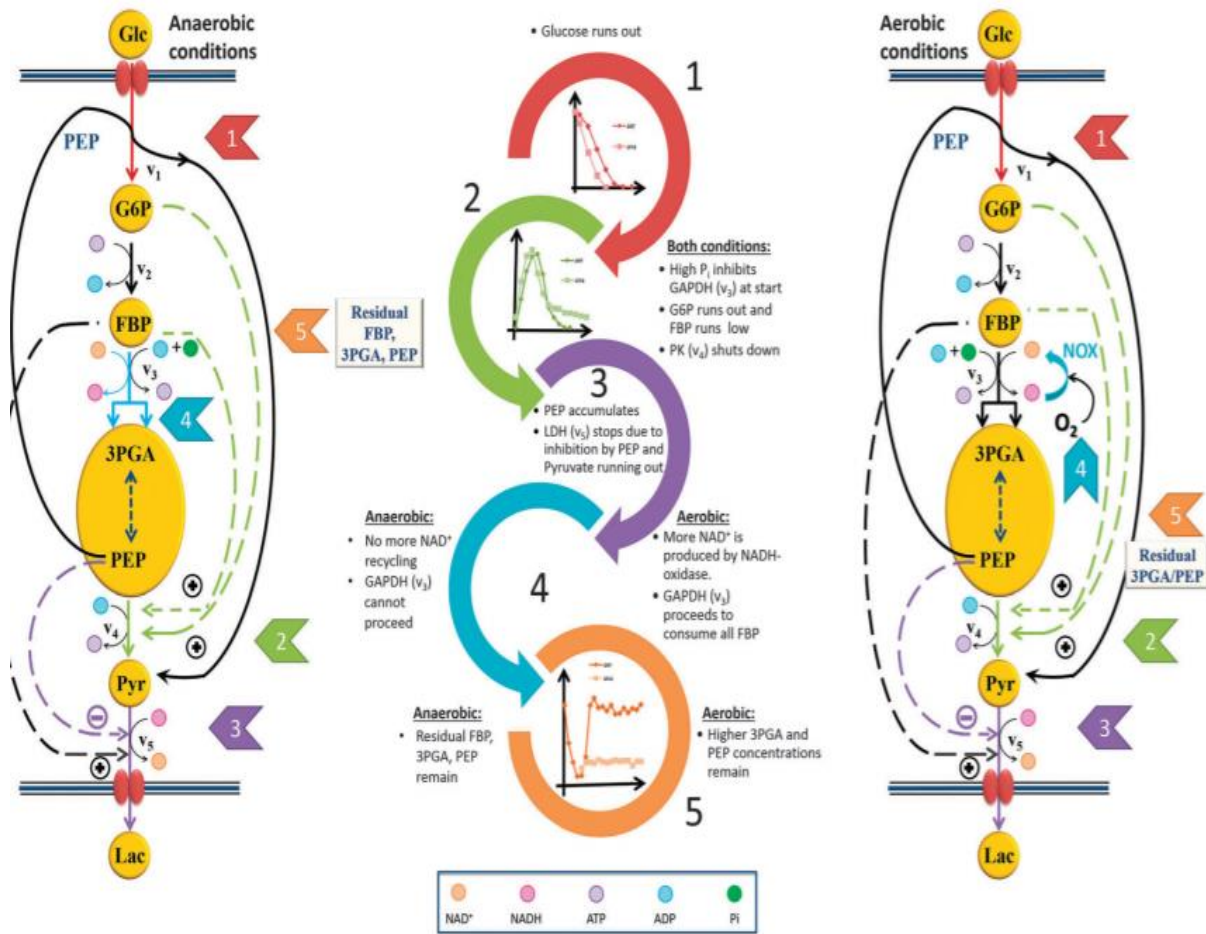 Glc
Anaerobic
conditions
1
PEP
v1
G6P
v2
FBP
5
Residual
FBP,
3PGA, PEP
+
v3
4
3PGA
PEP
+
v4
+
2
Pyr
−
3
v5
+
Lac
• Glucose runs out
1
2
Both conditions:
• High Pi inhibits
GAPDH (v3) at start
• G6P runs out and
FBP runs low
• PK (v4) shuts down
3
• PEP accumulates
• LDH (v5) stops due to
inhibition by PEP and
Pyruvate running out
Anaerobic:
• No more NAD+
recycling
• GAPDH (v3)
cannot
proceed
4
Aerobic:
• More NAD+ is
produced by NADH-
oxidase.
• GAPDH (v3)
proceeds to
consume all FBP
Anaerobic:
• Residual FBP,
3PGA, PEP
remain
Aerobic:
• Higher 3PGA and
PEP concentrations
remain
5
NAD+
NADH
ATP
ADP
Pi
Aerobic
conditions
Glc
1
PEP
v1
G6P
v2
FBP
+
v3
NOX
O2
4
3PGA
5
Residual
3PGA/PEP
PEP
+
v4
+
2
Pyr
−
3
v5
+
Lac